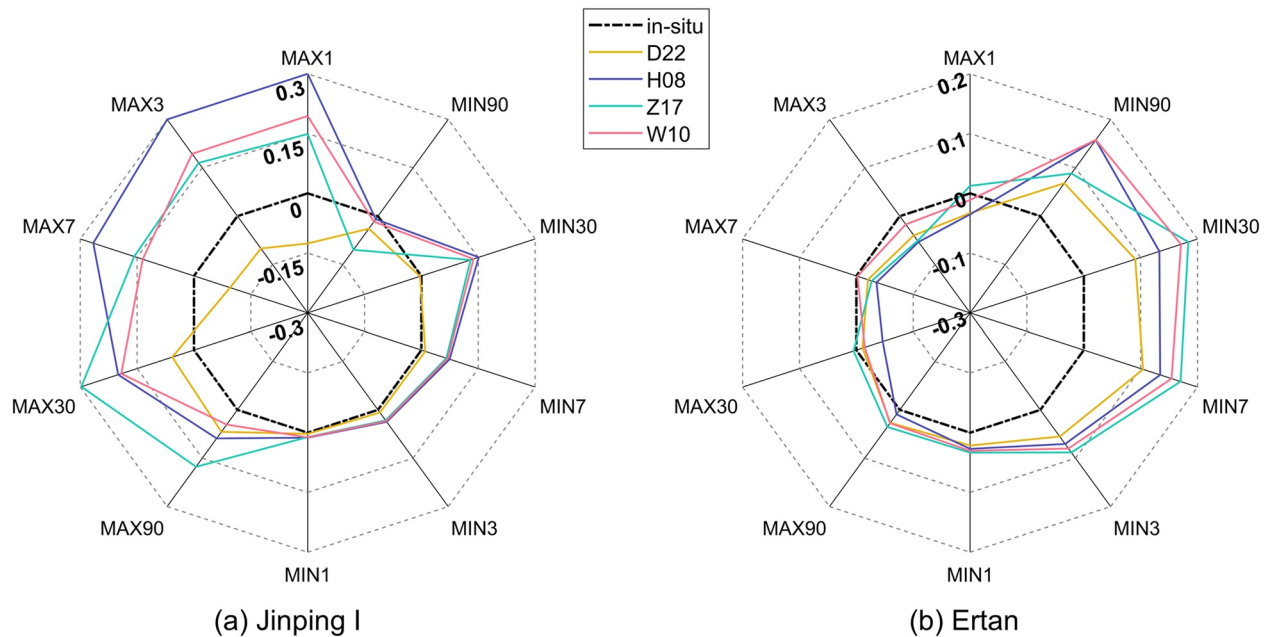 in-situ
D22
H08
Z17
W10
MAX1
MAX3
MIN90
0.3
0.15
0
-0.15
-0.3
MAX7
MIN30
MAX30
MIN7
MAX90
MIN3
MIN1
(a) Jinping I
MAX1
MAX3
MIN90
0.2
0.1
0
-0.1
-0.3
MAX7
MIN30
MAX30
MIN7
MAX90
MIN3
MIN1
(b) Ertan